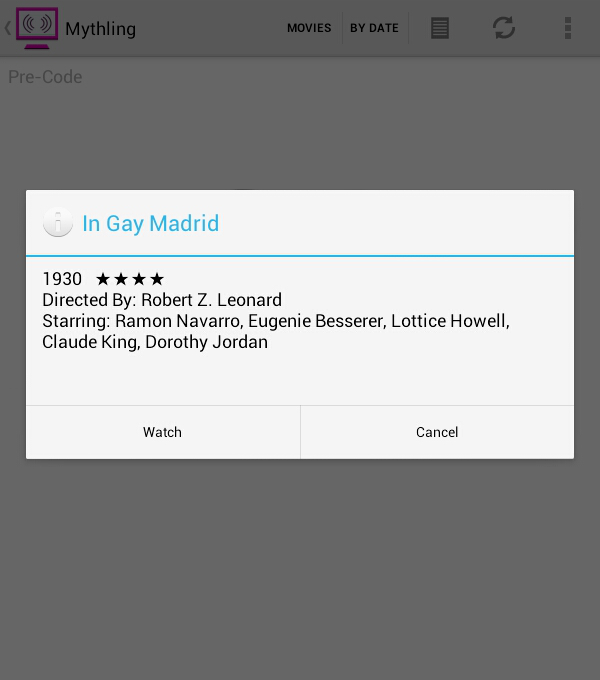 Mythling
MOVIES
BY DATE
Pre-Code
In Gay Madrid
1930 ★★★★
Directed By: Robert Z. Leonard
Starring: Ramon Navarro, Eugenie Besserer, Lottice Howell,
Claude King, Dorothy Jordan
Watch
Cancel